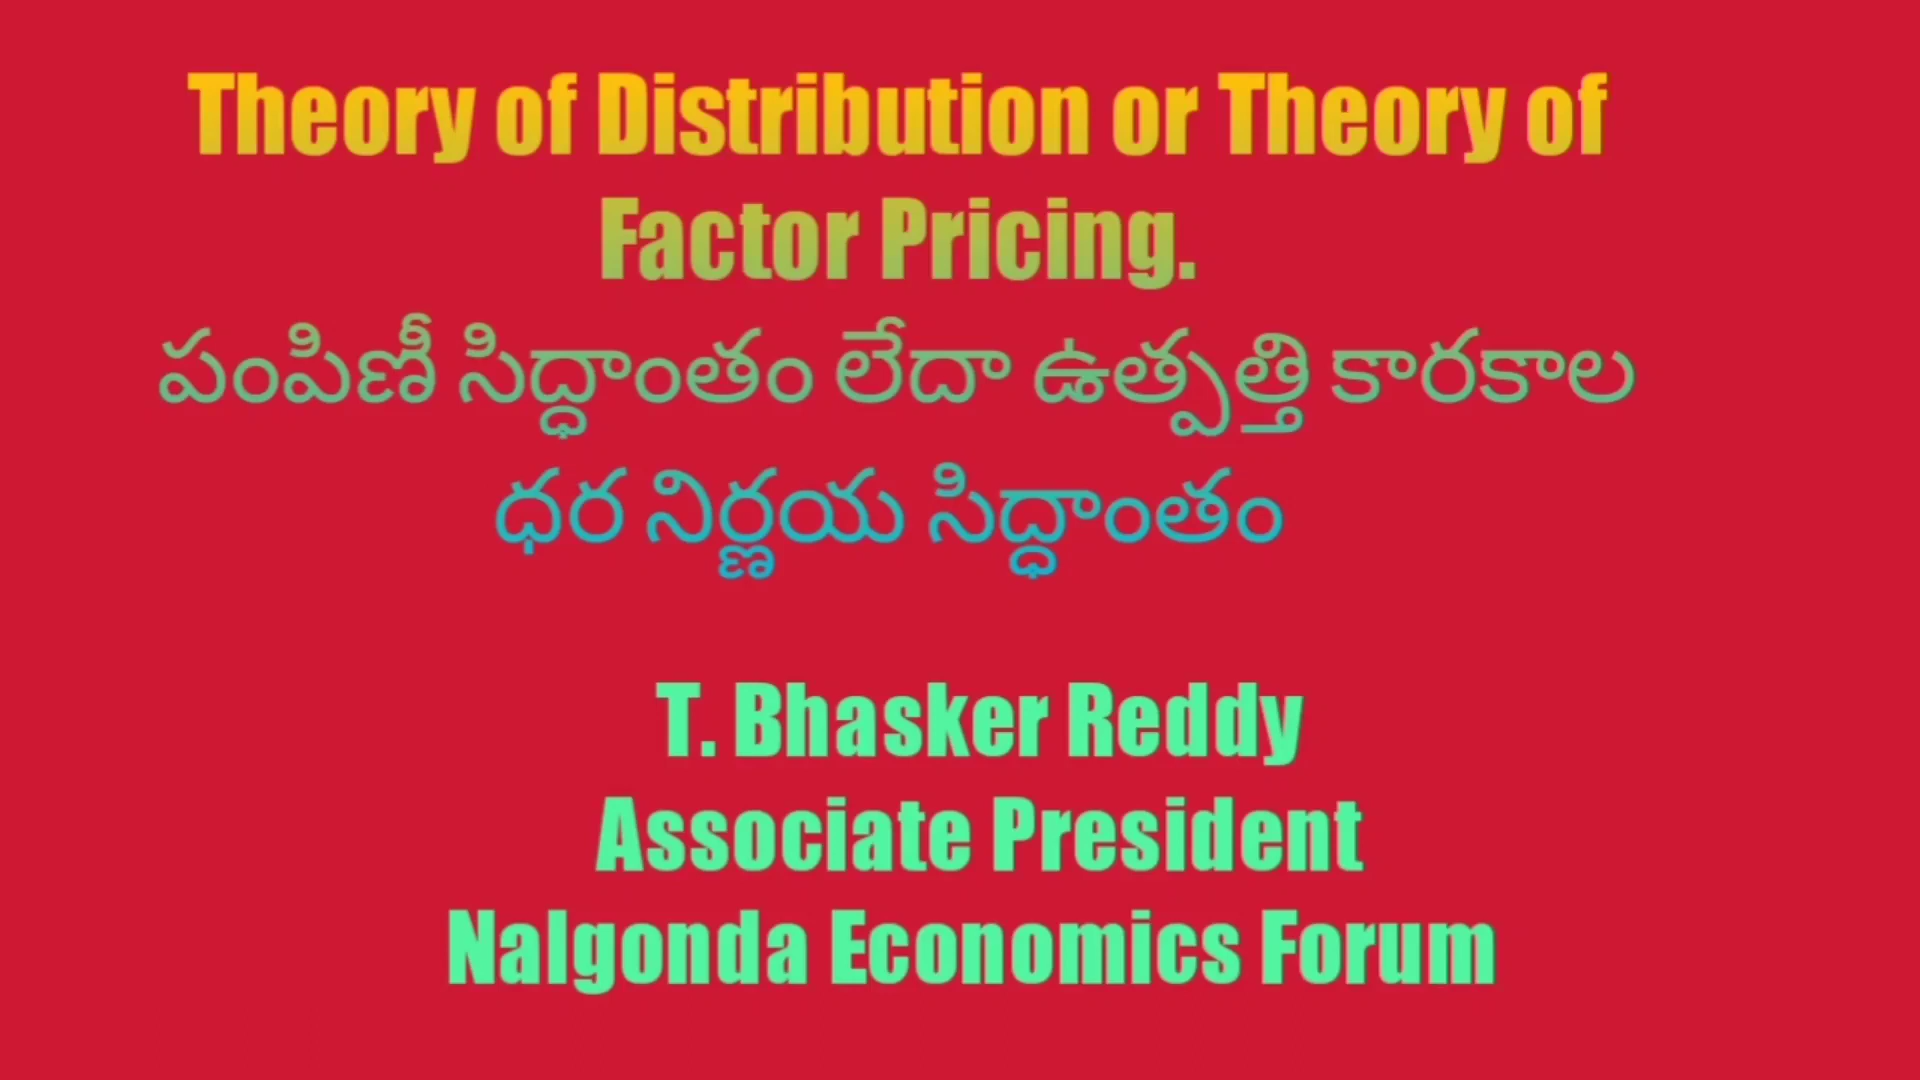 Theory of Distribution or Theory of
Factor Pricing.
పంపిణీ సిద్ధాంతం లేదా ఉత్పత్తి కారకాల
ధర నిర్ణయ సిద్ధాంతం
T. Bhasker Reddy
Associate President
Nalgonda Economics Forum